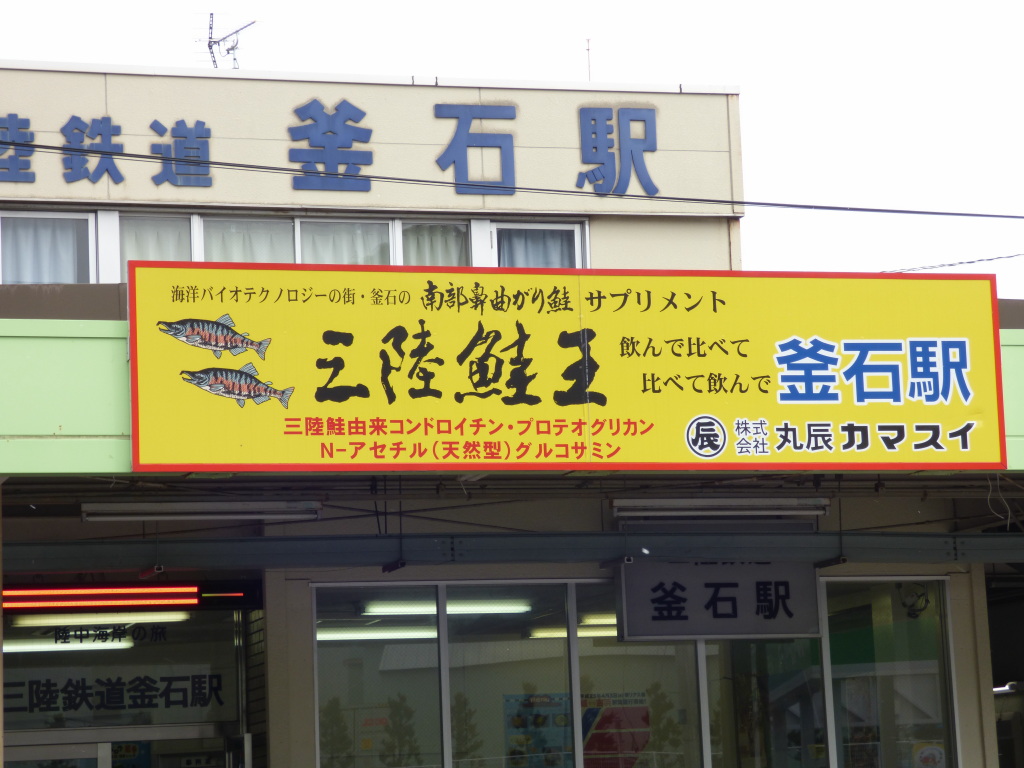 陸鉄道 釜石駅
海洋バイオテクノロジーの街・釜石の 南部鼻曲がり鮭 サプリメント
三陸鮭王
飲んで比べて
比べて飲んで
釜石駅
三陸鮭由来コンドロイチン・プロテオグリカン
N-アセチル(天然型)グルコサミン
辰 株式会社 丸辰カマスイ
釜石駅
陸中海岸の旅
三陸鉄道釜石駅